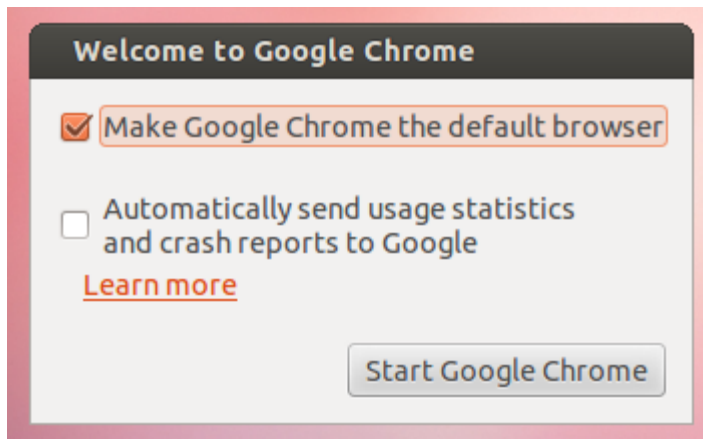 Welcome to Google Chrome
Make Google Chrome the default browser
Automatically send usage statistics
and crash reports to Google
Learn more
Start Google Chrome